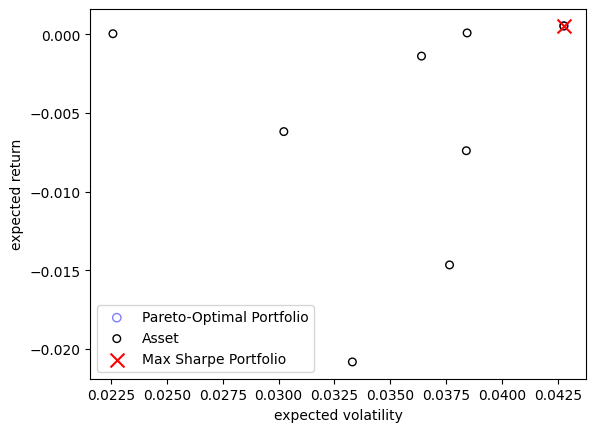 0.000
−0.005
−0.010
−0.015
−0.020
expected return
Pareto-Optimal Portfolio
Asset
Max Sharpe Portfolio
0.0225 0.0250 0.0275 0.0300 0.0325 0.0350 0.0375 0.0400 0.0425
expected volatility